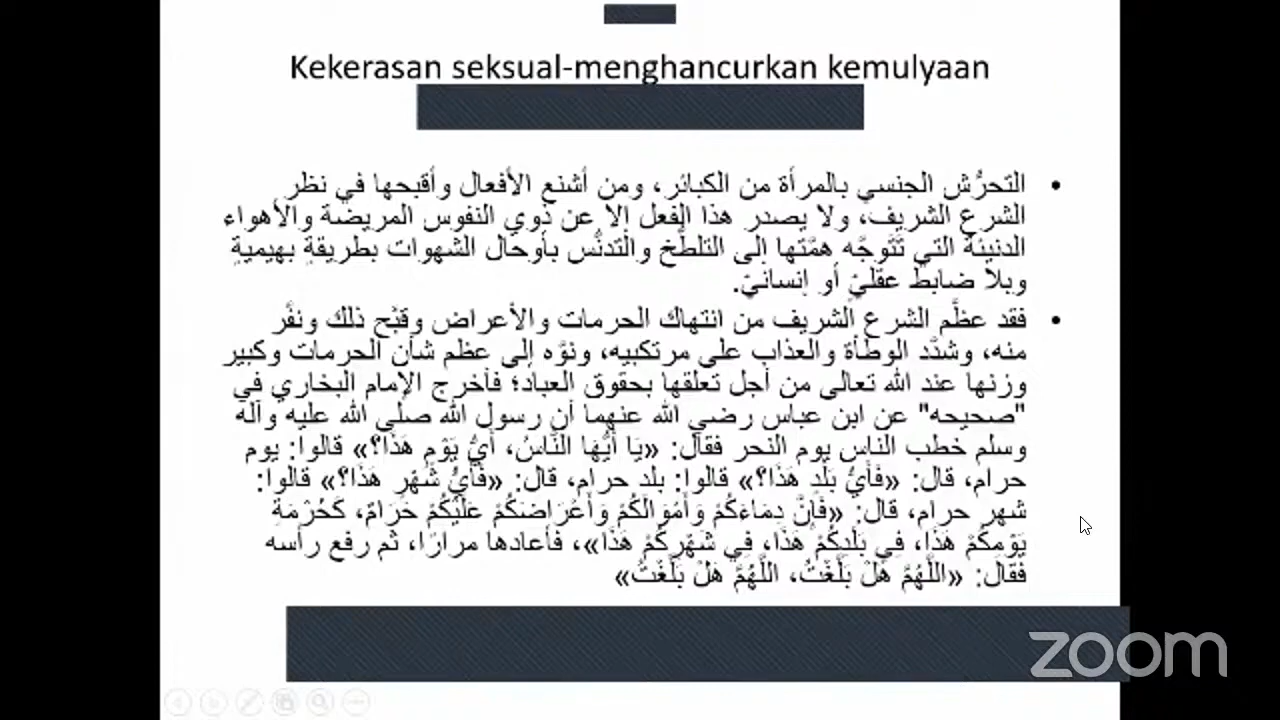 Kekerasan seksual-menghancurkan kemulyaan
• التحرُّش الجنسي بالمرأة من الكبائر، ومن أشنع الأفعال وأقبحها في نظر
الشرع الشريف، ولا يصدر هذا الفعل إلا عن ذوي النفوس المريضة والأهواء
الدنيئة التي تَتَوجَّه همَّتها إلى التلطُّخ والتدنُّس بأوحال الشهوات بطريقةٍ بهيميةٍ
وبلا ضابط عقليّ أو إنسانيّ.
• فقد عظَّم الشرع الشريف من انتهاك الحرمات والأعراض وقبَّح ذلك ونفَّر
منه، وشدَّد الوطأة والعذاب على مرتكبيه، ونوَّه إلى عظم شأن الحرمات وكبير
وزنها عند الله تعالى من أجل تعلقها بحقوق العباد؛ فأخرج الإمام البخاري في
"صحيحه" عن ابن عباس رضي الله عنهما أن رسول الله صلَّى الله عليه وآله
وسلم خطب الناس يوم النحر فقال: «يَا أَيُّهَا النَّاسُ، أَيُّ يَوْمٍ هَذَا؟» قالوا: يوم
حرام، قال: «فَأَيُّ بَلَدٍ هَذَا؟» قالوا: بلد حرام، قال: «فَأَيُّ شَهْرٍ هَذَا؟» قالوا:
شهر حرام، قال: «فَإِنَّ دِمَاءَكُمْ وَأَمْوَالَكُمْ وَأَعْرَاضَكُمْ عَلَيْكُمْ حَرَامٌ، كَحُرْمَةِ
يَوْمِكُمْ هَذَا، فِي بَلَدِكُمْ هَذَا، فِي شَهْرِكُمْ هَذَا»، فأعادها مرارًا، ثم رفع رأسه
فقال: «اللَّهُمَّ هَلْ بَلَّغْتُ، اللَّهُمَّ هَلْ بَلَّغْتُ»
zoom